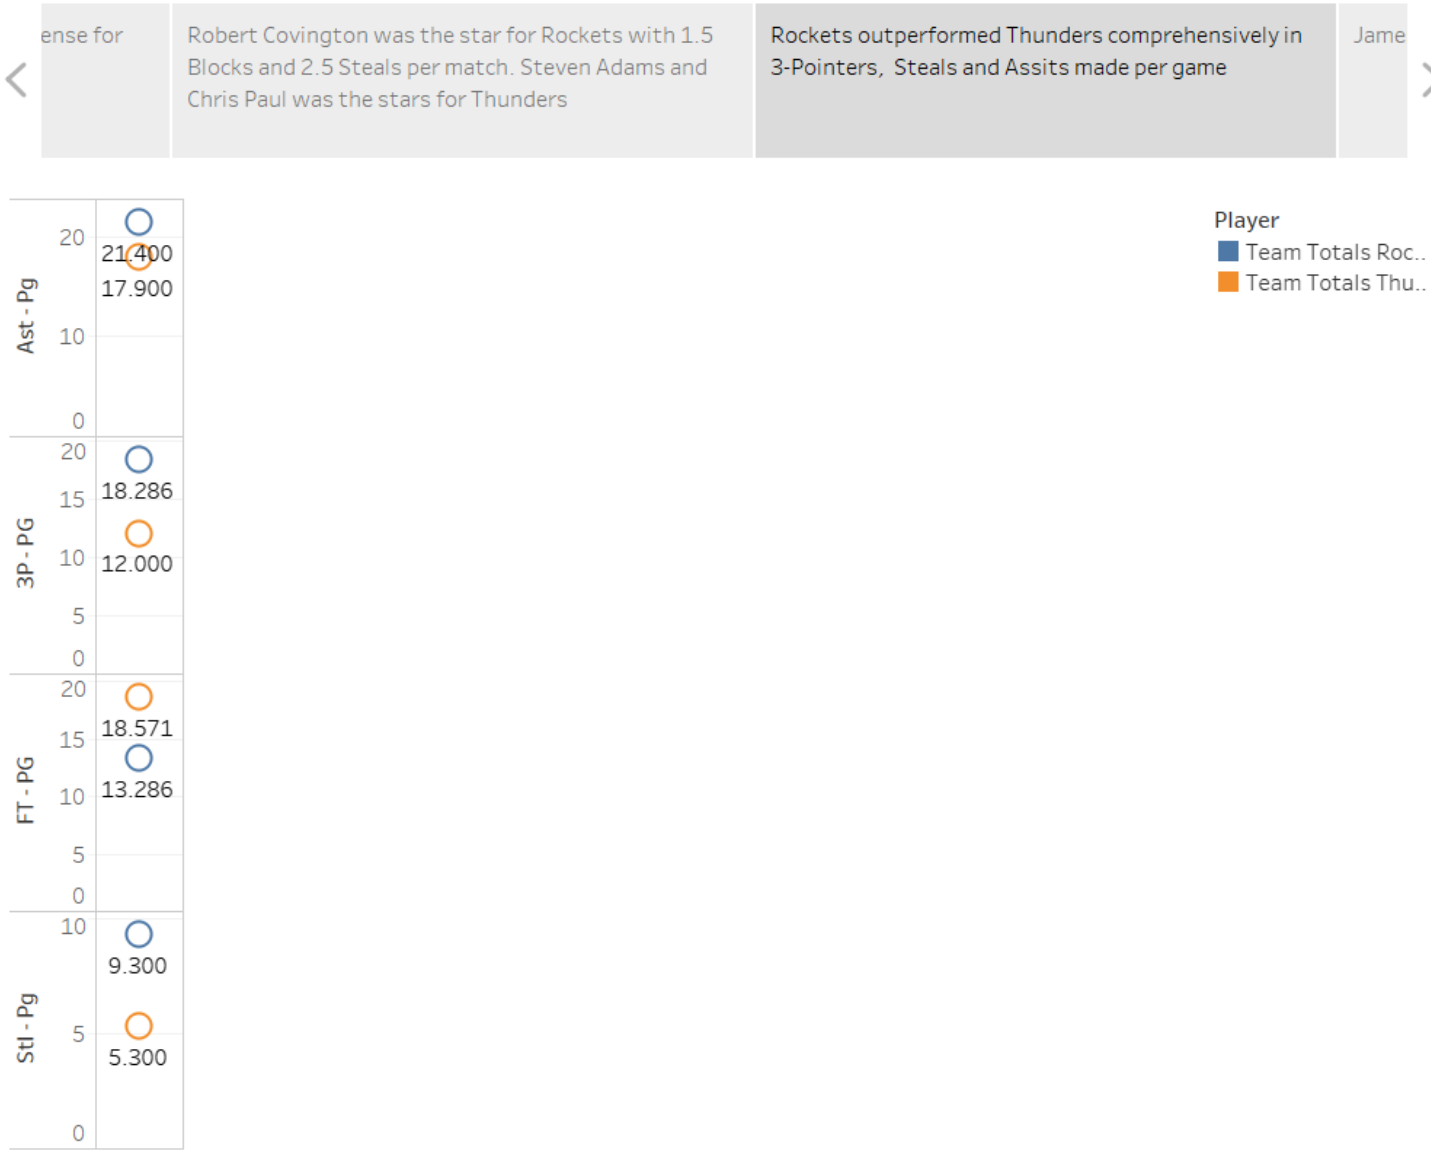 ense for
Robert Covington was the star for Rockets with 1.5
Blocks and 2.5 Steals per match. Steven Adams and
Chris Paul was the stars for Thunders
Rockets outperformed Thunders comprehensively in
3-Pointers, Steals and Assits made per game
Jame
Player
Team Totals Roc..
Team Totals Thu..
Ast - Pg
20
10
0
21.400
17.900
3P - PG
20
15
10
5
0
18.286
12.000
FT - PG
20
15
10
5
0
18.571
13.286
Stl - Pg
10
5
0
9.300
5.300